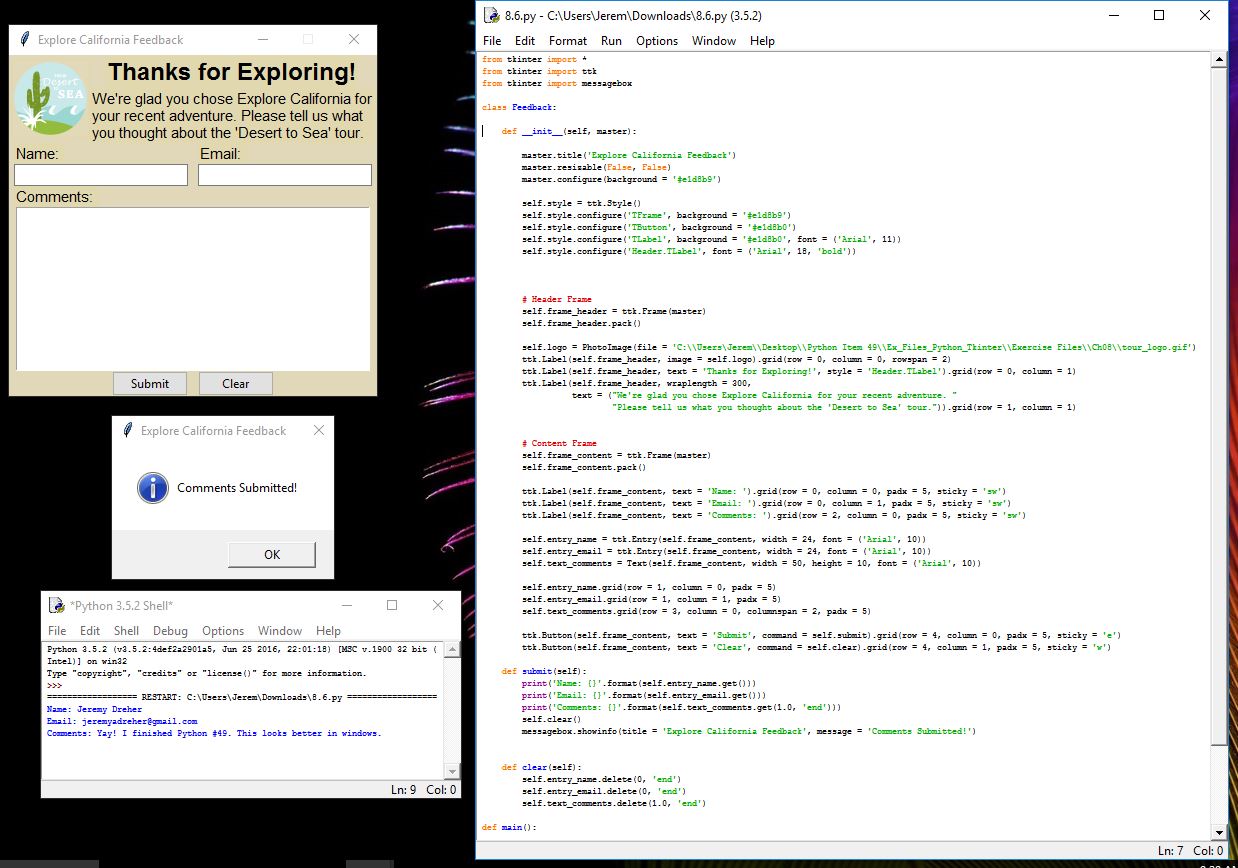 Explore California Feedback
Desert
SEA
Thanks for Exploring!
We're glad you chose Explore California for
your recent adventure. Please tell us what
you thought about the 'Desert to Sea' tour.
Name: Email:
Comments:
Submit Clear
Explore California Feedback
Comments Submitted!
OK
*Python 3.5.2 Shell*
File Edit Shell Debug Options Window Help
Python 3.5.2 (v3.5.2:4def2a2901a5, Jun 25 2016, 22:01:18) [MSC v.1900 32 bit (
Intel)] on win32
Type "copyright", "credits" or "license()" for more information.
>>>
================== RESTART: C:\Users\Jerem\Downloads\8.6.py ==================
Name: Jeremy Dreher
Email: jeremyadreher@gmail.com
Comments: Yay! I finished Python #49. This looks better in windows.
Ln: 9 Col: 0
8.6.py - C:\Users\Jerem\Downloads\8.6.py (3.5.2)
File Edit Format Run Options Window Help
from tkinter import *
from tkinter import ttk
from tkinter import messagebox
class Feedback:
def __init__(self, master):
master.title('Explore California Feedback')
master.resizable(False, False)
master.configure(background = '#e1d8b9')
self.style = ttk.Style()
self.style.configure('TFrame', background = '#e1d8b9')
self.style.configure('TButton', background = '#e1d8b0')
self.style.configure('TLabel', background = '#e1d8b0', font = ('Arial', 11))
self.style.configure('Header.TLabel', font = ('Arial', 18, 'bold'))
# Header Frame
self.frame_header = ttk.Frame(master)
self.frame_header.pack()
self.logo = PhotoImage(file = 'C:\\Users\\Jerem\\Desktop\\Python Item 49\\Ex_Files_Python_Tkinter\\Exercise Files\\Ch08\\tour_logo.gif')
ttk.Label(self.frame_header, image = self.logo).grid(row = 0, column = 0, rowspan = 2)
ttk.Label(self.frame_header, text = 'Thanks for Exploring!', style = 'Header.TLabel').grid(row = 0, column = 1)
ttk.Label(self.frame_header, wraplength = 300,
text = ("We're glad you chose Explore California for your recent adventure. "
"Please tell us what you thought about the 'Desert to Sea' tour.")).grid(row = 1, column = 1)
# Content Frame
self.frame_content = ttk.Frame(master)
self.frame_content.pack()
ttk.Label(self.frame_content, text = 'Name: ').grid(row = 0, column = 0, padx = 5, sticky = 'sw')
ttk.Label(self.frame_content, text = 'Email: ').grid(row = 0, column = 1, padx = 5, sticky = 'sw')
ttk.Label(self.frame_content, text = 'Comments: ').grid(row = 2, column = 0, padx = 5, sticky = 'sw')
self.entry_name = ttk.Entry(self.frame_content, width = 24, font = ('Arial', 10))
self.entry_email = ttk.Entry(self.frame_content, width = 24, font = ('Arial', 10))
self.text_comments = Text(self.frame_content, width = 50, height = 10, font = ('Arial', 10))
self.entry_name.grid(row = 1, column = 0, padx = 5)
self.entry_email.grid(row = 1, column = 1, padx = 5)
self.text_comments.grid(row = 3, column = 0, columnspan = 2, padx = 5)
ttk.Button(self.frame_content, text = 'Submit', command = self.submit).grid(row = 4, column = 0, padx = 5, sticky = 'e')
ttk.Button(self.frame_content, text = 'Clear', command = self.clear).grid(row = 4, column = 1, padx = 5, sticky = 'w')
def submit(self):
print('Name: {}'.format(self.entry_name.get()))
print('Email: {}'.format(self.entry_email.get()))
print('Comments: {}'.format(self.text_comments.get(1.0, 'end')))
self.clear()
messagebox.showinfo(title = 'Explore California Feedback', message = 'Comments Submitted!')
def clear(self):
self.entry_name.delete(0, 'end')
self.entry_email.delete(0, 'end')
self.text_comments.delete(1.0, 'end')
def main():
Ln: 7 Col: 0